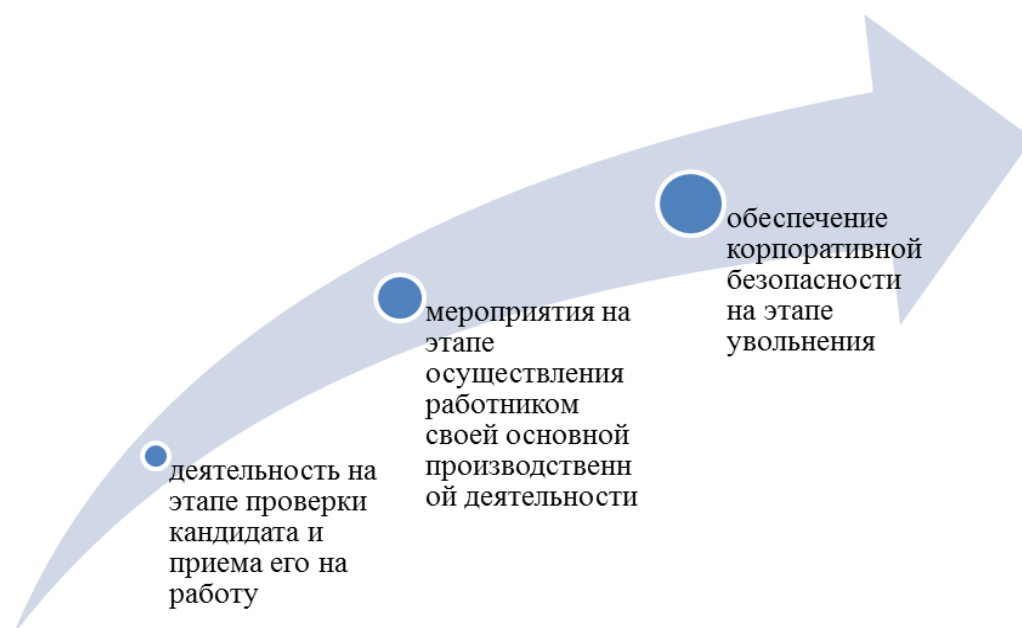 деятельность на
этапе проверки
кандидата и
приема его на
работу
мероприятия на
этапе
осуществления
работником
своей основной
производственн
ой деятельности
обеспечение
корпоративной
безопасности
на этапе
увольнения